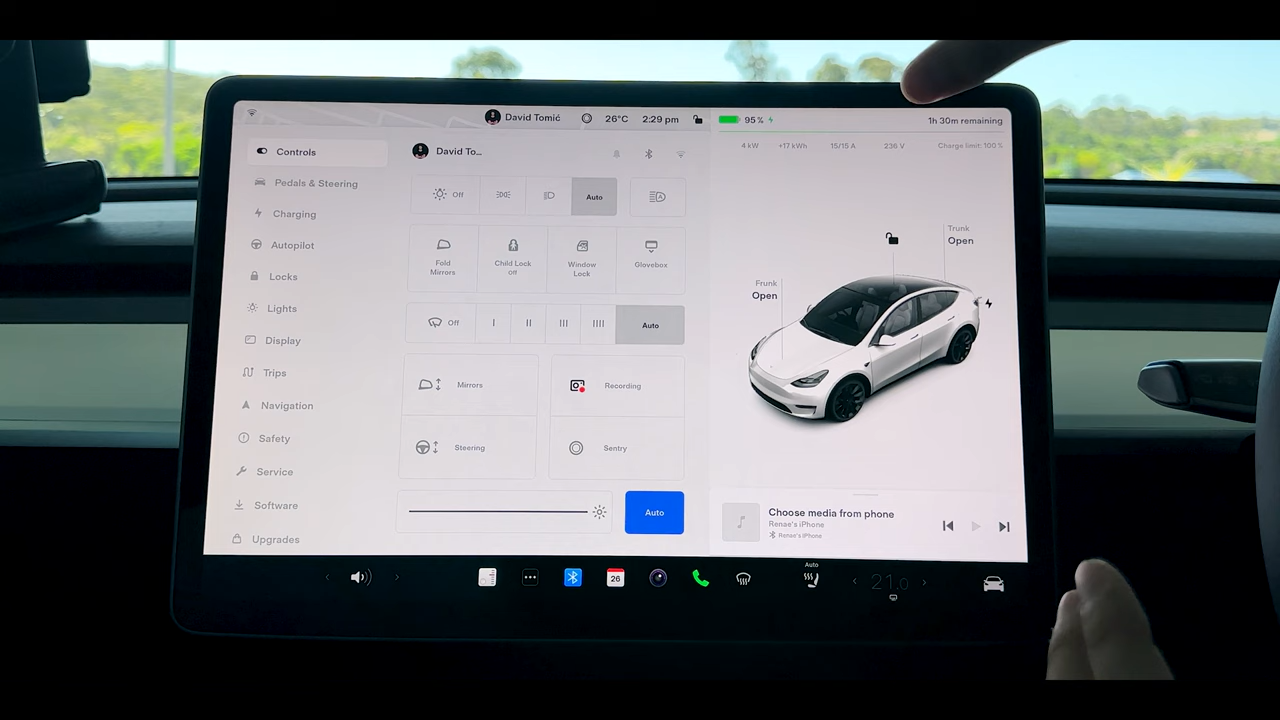 David Tomić 26°C 2:29 pm
95 % 1h 30m remaining
4 kW +17 kWh 15/15 A 236 V Charge limit: 100 %
Controls
Pedals & Steering
Charging
Autopilot
Locks
Lights
Display
Trips
Navigation
Safety
Service
Software
Upgrades
David To...
Off Auto
Fold
Mirrors
Child Lock
Off
Window
Lock
Glovebox
Off I II III IIII Auto
Mirrors
Recording
Steering
Sentry
Auto
Trunk
Open
Frunk
Open
Choose media from phone
Renae's iPhone
Renae's iPhone
26
Auto
21.0